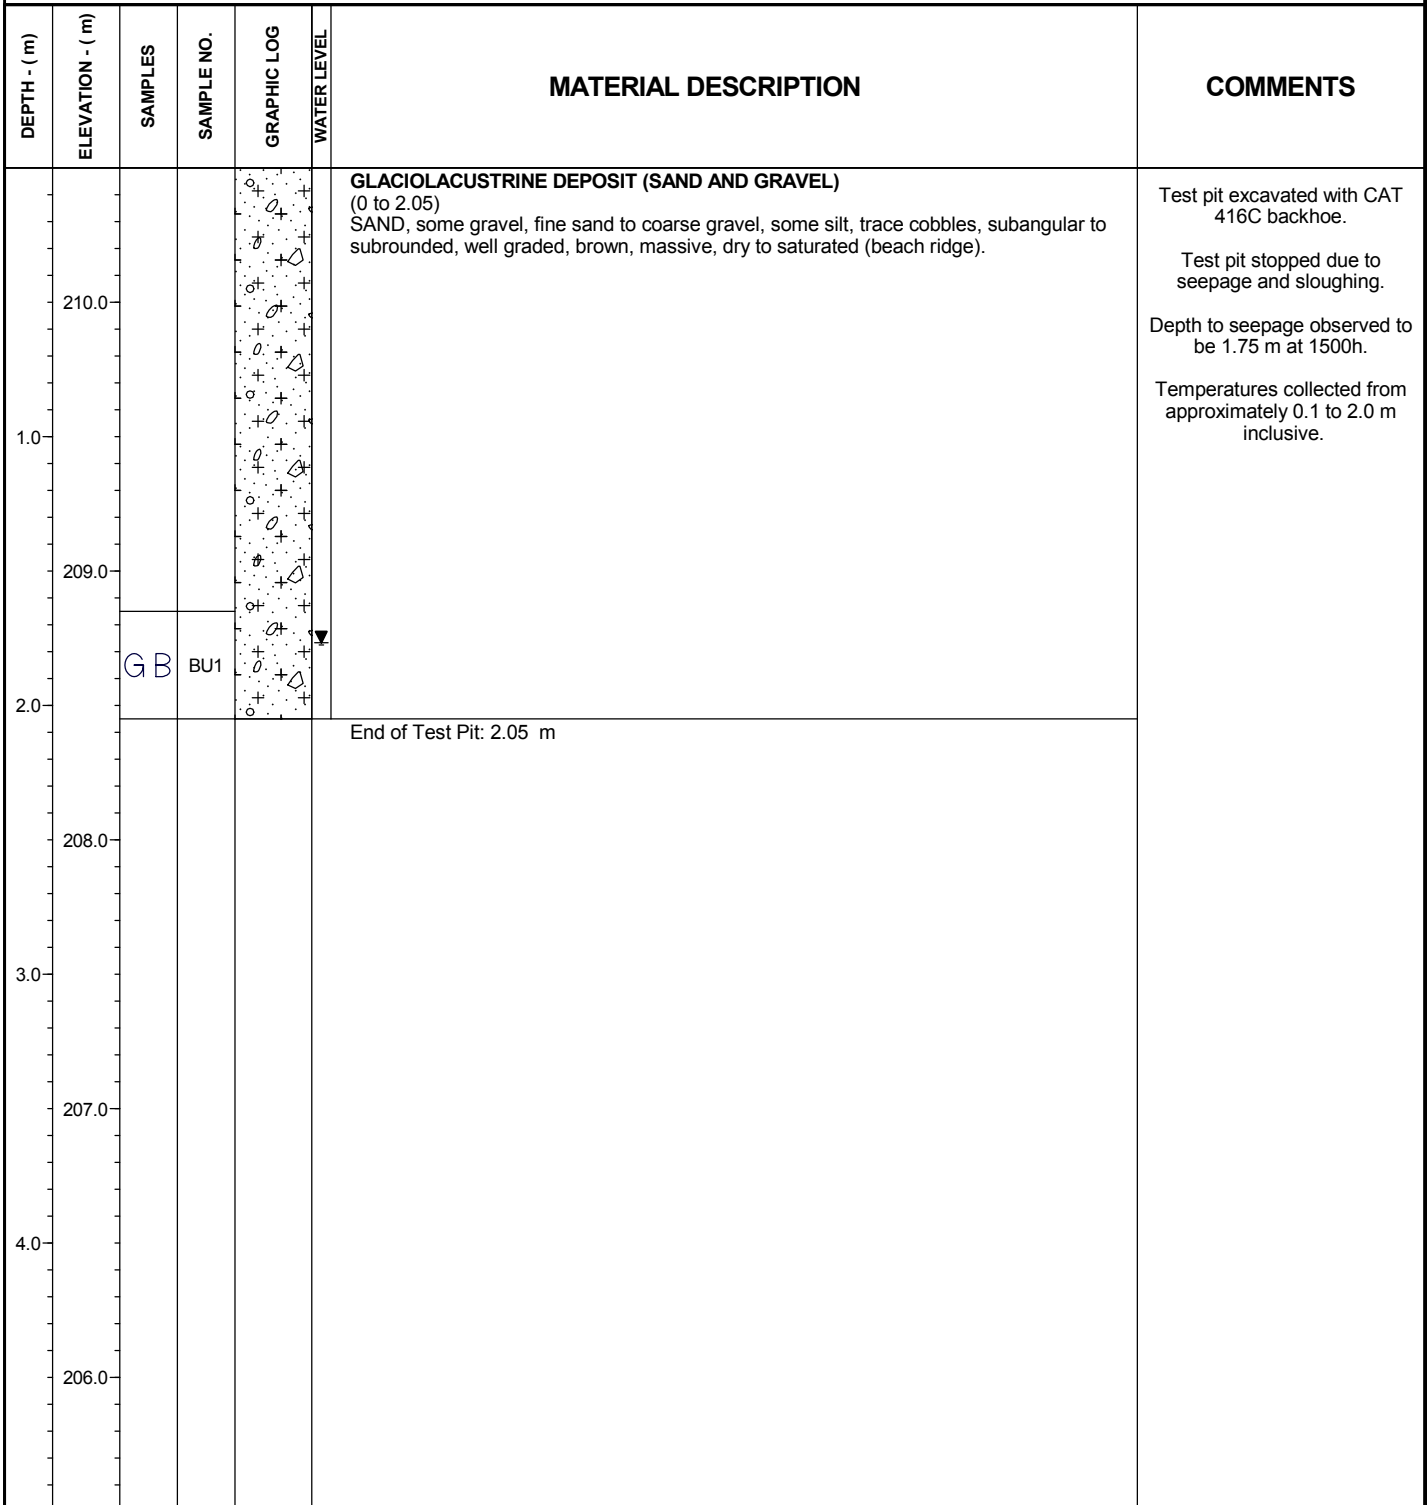 DEPTH - ( m)
ELEVATION - ( m)
SAMPLES
SAMPLE NO.
GRAPHIC LOG
WATER LEVEL
MATERIAL DESCRIPTION
COMMENTS
GLACIOLACUSTRINE DEPOSIT (SAND AND GRAVEL)
(0 to 2.05)
SAND, some gravel, fine sand to coarse gravel, some silt, trace cobbles, subangular to
subrounded, well graded, brown, massive, dry to saturated (beach ridge).
Test pit excavated with CAT
416C backhoe.
Test pit stopped due to
seepage and sloughing.
Depth to seepage observed to
be 1.75 m at 1500h.
Temperatures collected from
approximately 0.1 to 2.0 m
inclusive.
210.0
1.0
209.0
GB
BU1
2.0
End of Test Pit: 2.05 m
208.0
3.0
207.0
4.0
206.0